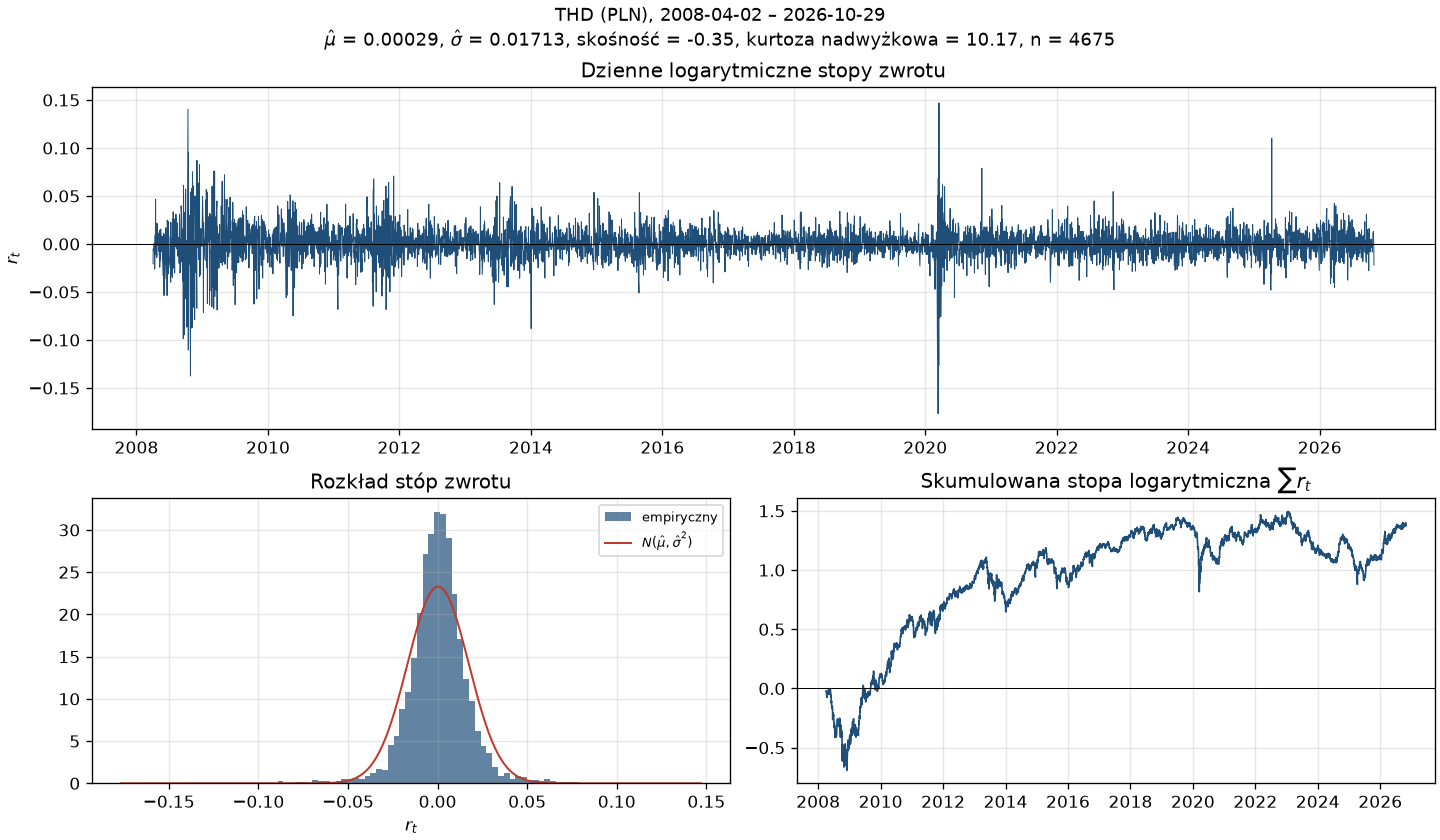 THD (PLN), 2008-04-02 – 2026-10-29
μ̂ = 0.00029, σ̂ = 0.01713, skośność = -0.35, kurtoza nadwyżkowa = 10.17, n = 4675
Dzienne logarytmiczne stopy zwrotu
0.15
0.10
0.05
0.00
−0.05
−0.10
−0.15
r_t
2008 2010 2012 2014 2016 2018 2020 2022 2024 2026
Rozkład stóp zwrotu
empiryczny
N(μ̂, σ̂²)
30
25
20
15
10
5
0
−0.15 −0.10 −0.05 0.00 0.05 0.10 0.15
r_t
Skumulowana stopa logarytmiczna ∑r_t
1.5
1.0
0.5
0.0
−0.5
2008 2010 2012 2014 2016 2018 2020 2022 2024 2026